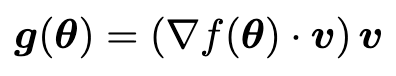 𝒈(𝜽) = (∇f(𝜽) · 𝒗) 𝒗